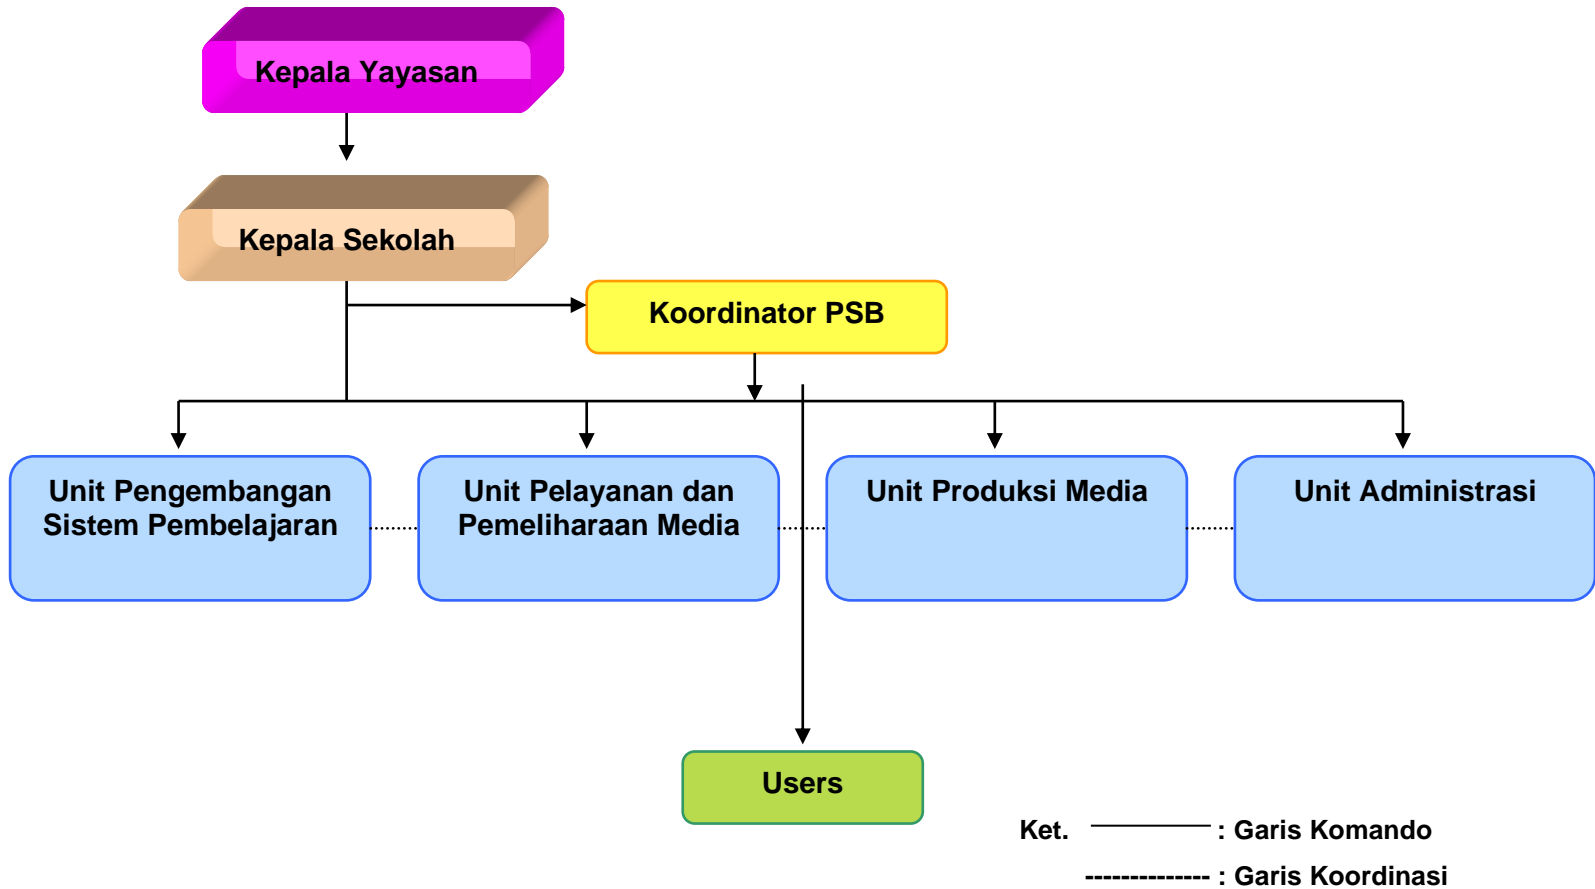 Kepala Yayasan
Kepala Sekolah
Koordinator PSB
Unit Pengembangan
Sistem Pembelajaran
Unit Pelayanan dan
Pemeliharaan Media
Unit Produksi Media
Unit Administrasi
Users
Ket. : Garis Komando
-------------- : Garis Koordinasi